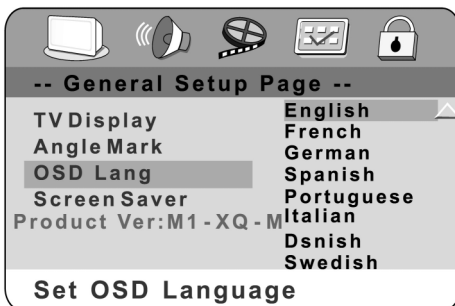 -- General Setup Page --
TV Display
Angle Mark
OSD Lang
Screen Saver
Product Ver:M1-XQ-M
English
French
German
Spanish
Portuguese
Italian
Dsnish
Swedish
Set OSD Language